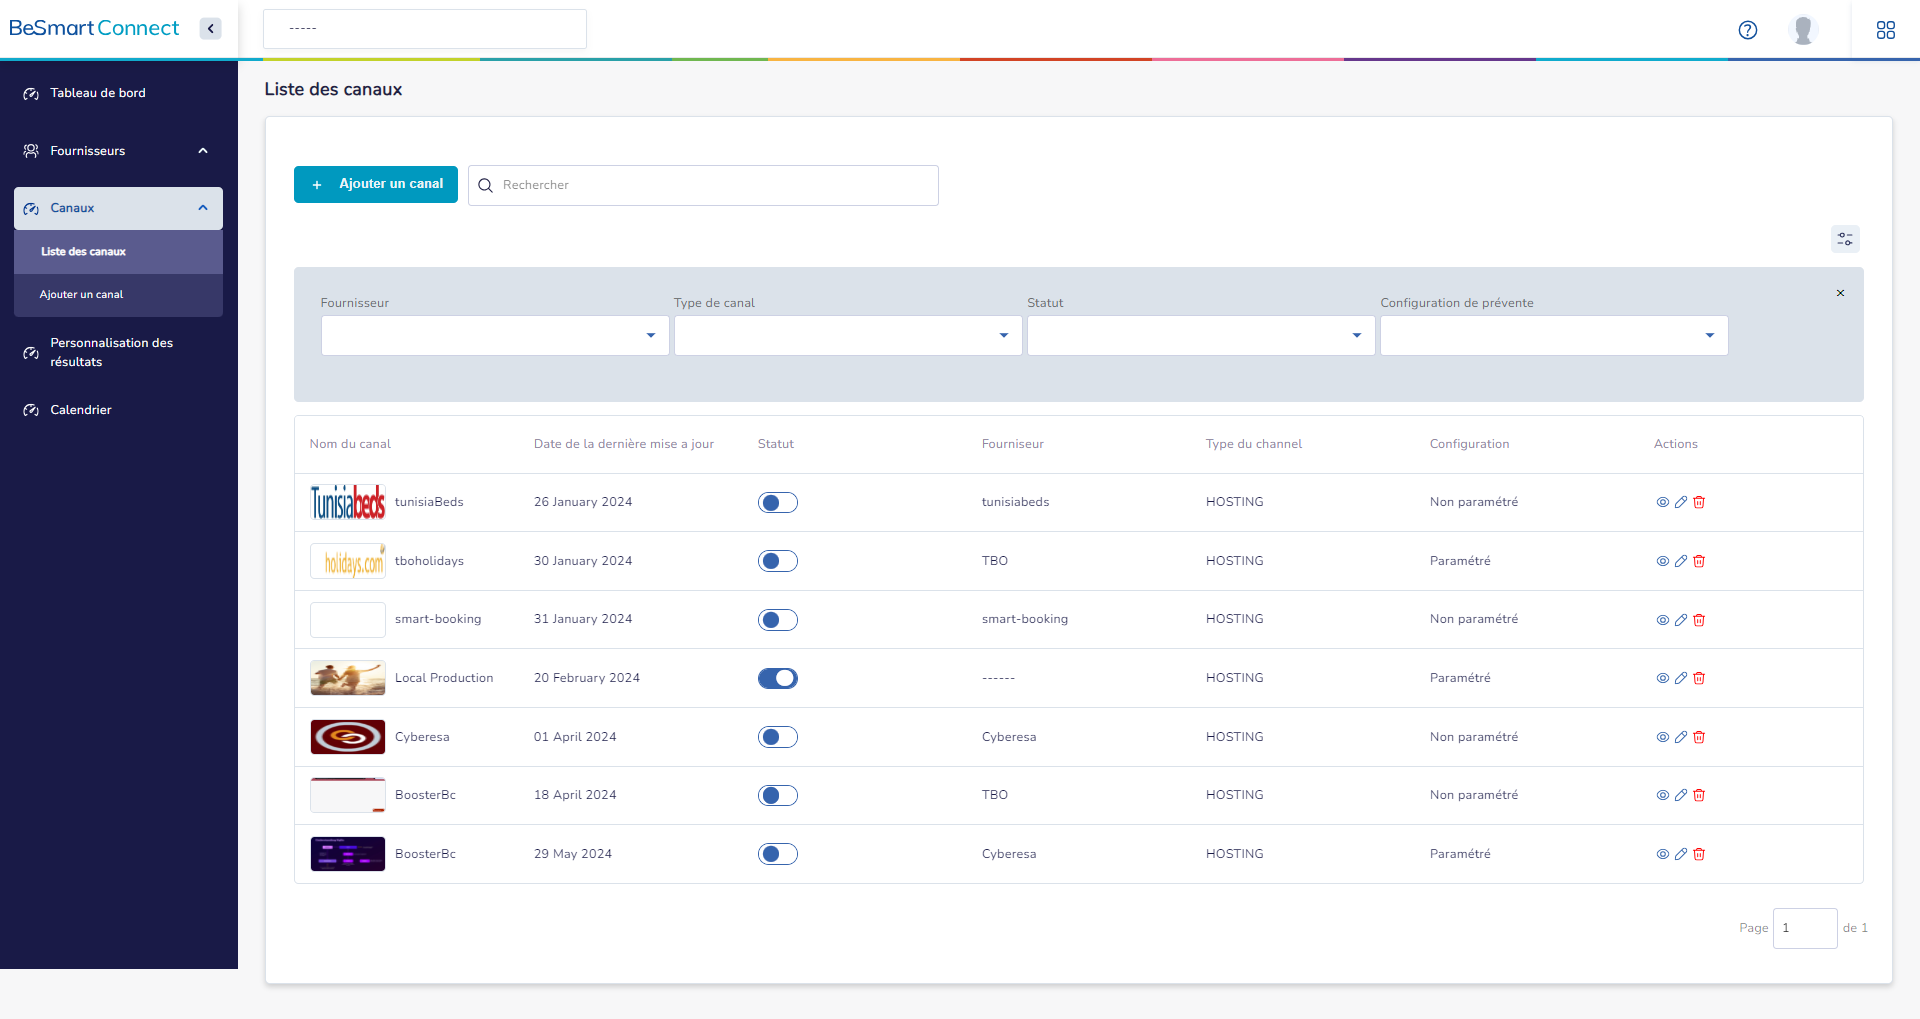 BeSmart Connect
-----
Tableau de bord
Fournisseurs
Canaux
Liste des canaux
Ajouter un canal
Personnalisation des
résultats
Calendrier
Liste des canaux
+ Ajouter un canal
Rechercher
Fournisseur Type de canal Statut Configuration de prévente
Nom du canal Date de la dernière mise a jour Statut Forniseur Type du channel Configuration Actions
Tunisiabeds tunisiaBeds 26 January 2024 tunisiabeds HOSTING Non paramétré
holidays.com tboholidays 30 January 2024 TBO HOSTING Paramétré
smart-booking 31 January 2024 smart-booking HOSTING Non paramétré
Local Production 20 February 2024 ------ HOSTING Paramétré
Cyberesa 01 April 2024 Cyberesa HOSTING Non paramétré
BoosterBc 18 April 2024 TBO HOSTING Non paramétré
BoosterBc 29 May 2024 Cyberesa HOSTING Paramétré
Page 1 de 1